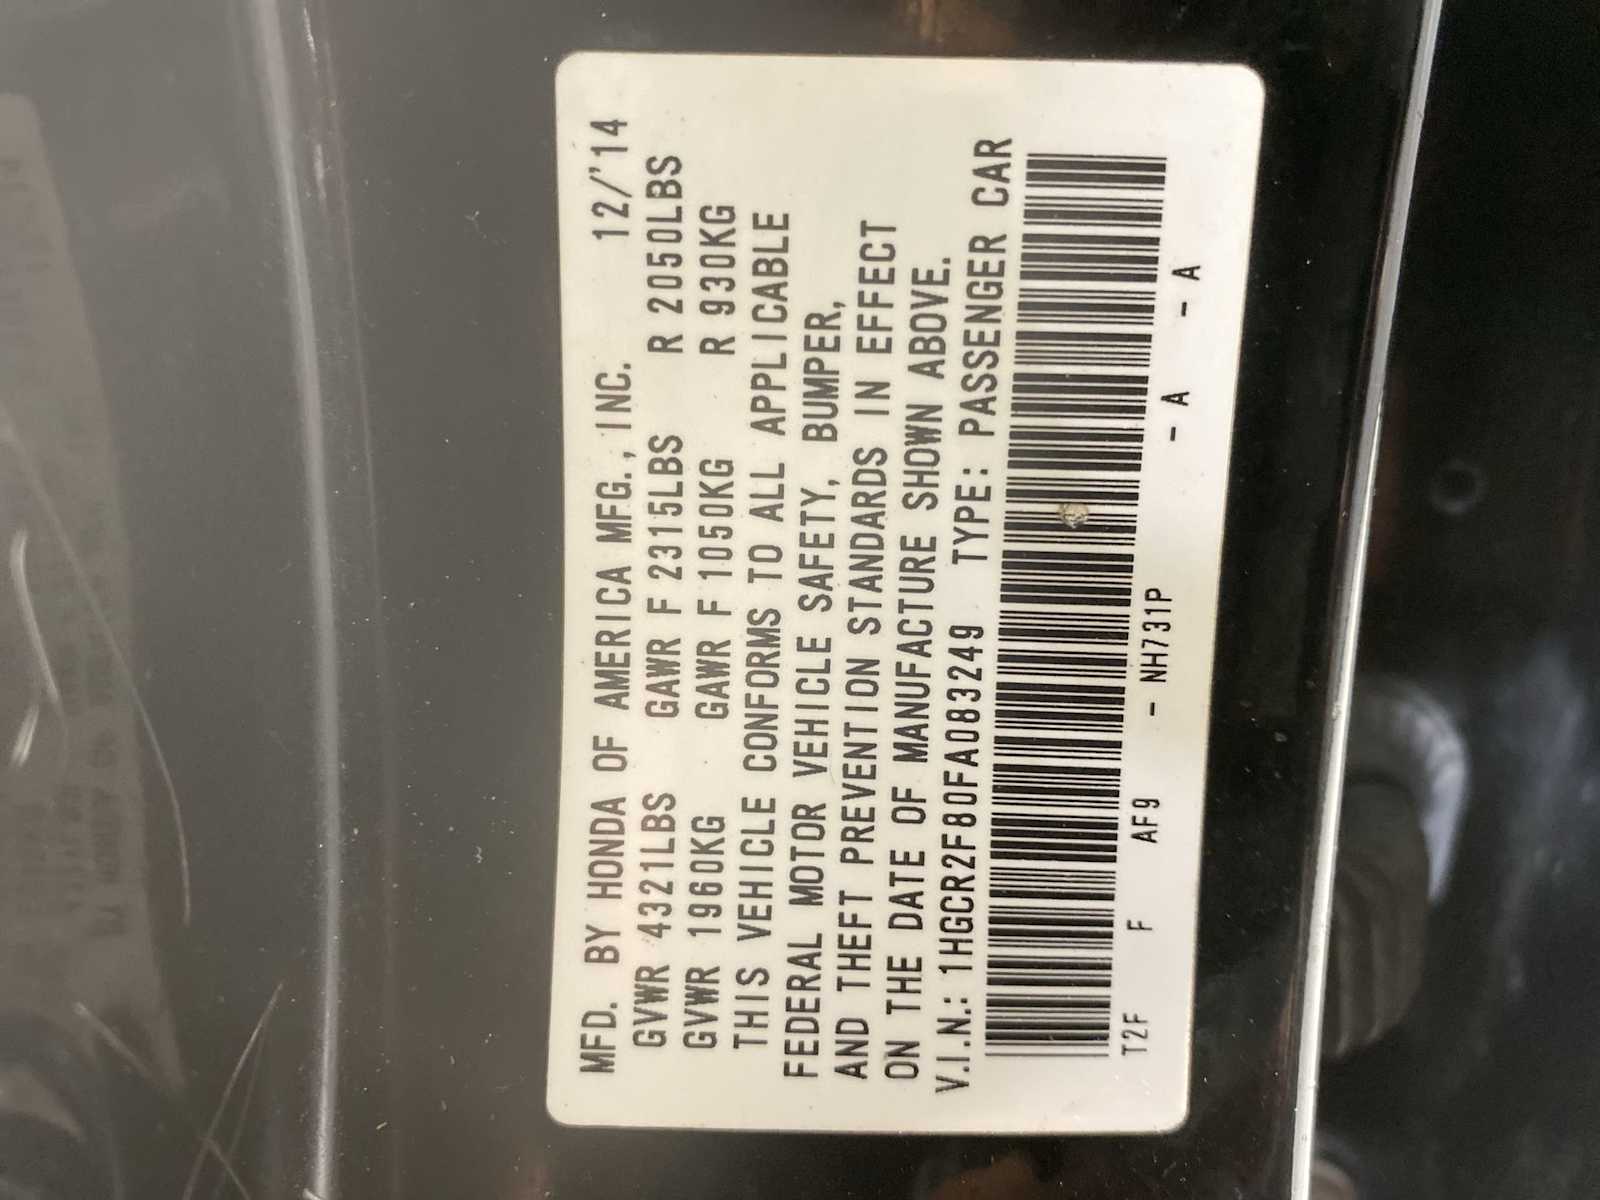 MFD. BY HONDA OF AMERICA MFG., INC. 12/'14
GVWR 4321LBS GAWR F 2315LBS R 2050LBS
GVWR 1960KG GAWR F 1050KG R 930KG
THIS VEHICLE CONFORMS TO ALL APPLICABLE
FEDERAL MOTOR VEHICLE SAFETY, BUMPER,
AND THEFT PREVENTION STANDARDS IN EFFECT
ON THE DATE OF MANUFACTURE SHOWN ABOVE.
V.I.N.: 1HGCR2F80FA083249 TYPE: PASSENGER CAR
T2F F AF9 - NH731P - A - A